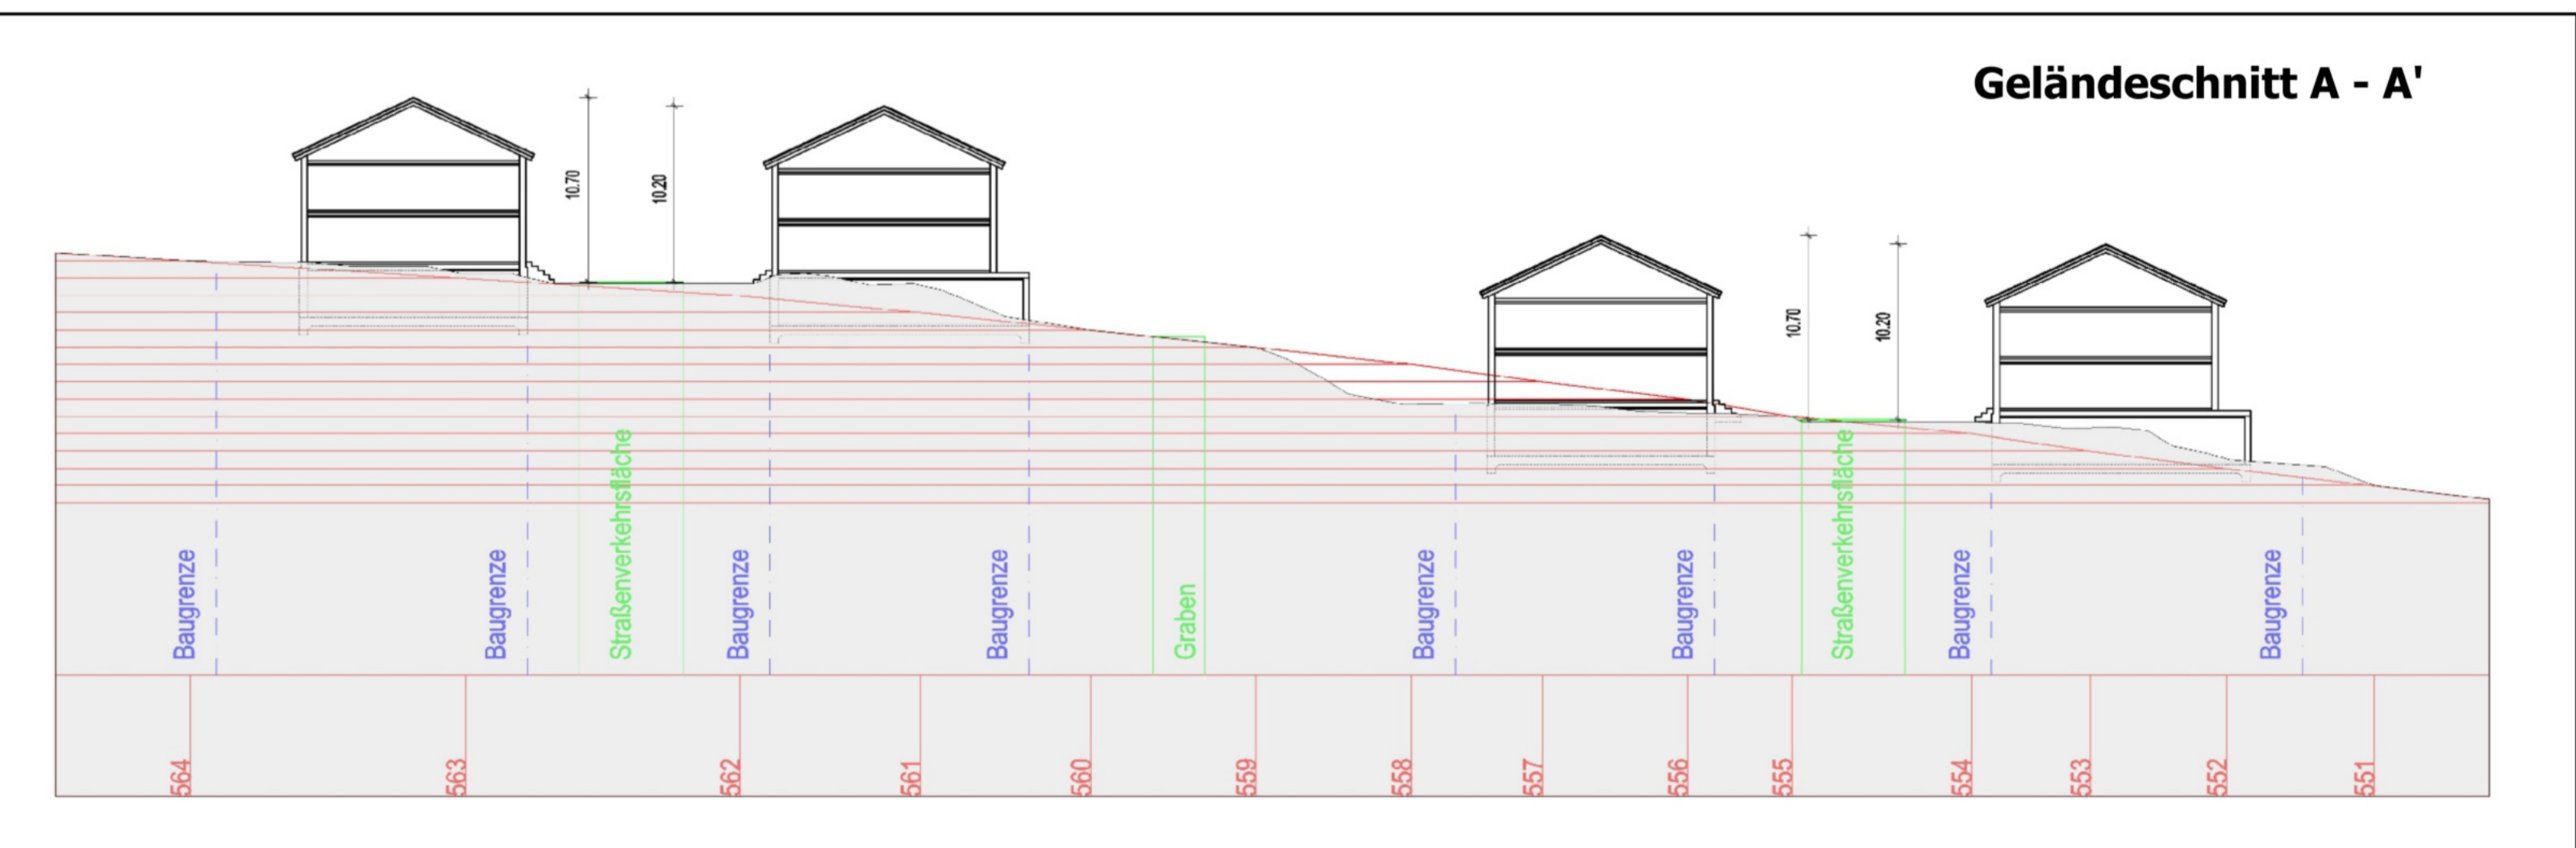 Geländeschnitt A - A'
10.70
10.20
10.70
10.20
Baugrenze
Baugrenze
Straßenverkehrsfläche
Baugrenze
Baugrenze
Graben
Baugrenze
Baugrenze
Straßenverkehrsfläche
Baugrenze
Baugrenze
564
563
562
561
560
559
558
557
556
555
554
553
552
551